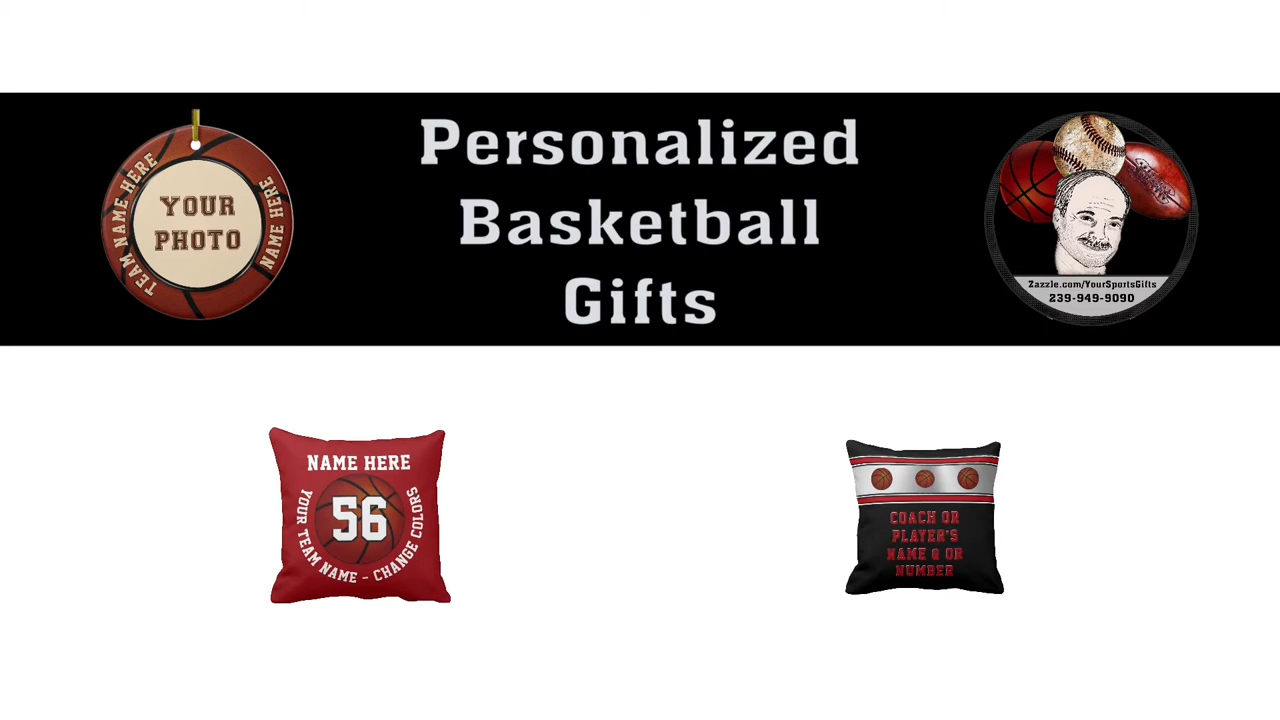 Personalized
Basketball
Gifts
TEAM NAME HERE
NAME HERE
YOUR
PHOTO
Zazzle.com/YourSportsGifts
239-949-9090
NAME HERE
56
YOUR TEAM NAME - CHANGE COLORS
COACH OR
PLAYER'S
NAME & OR
NUMBER